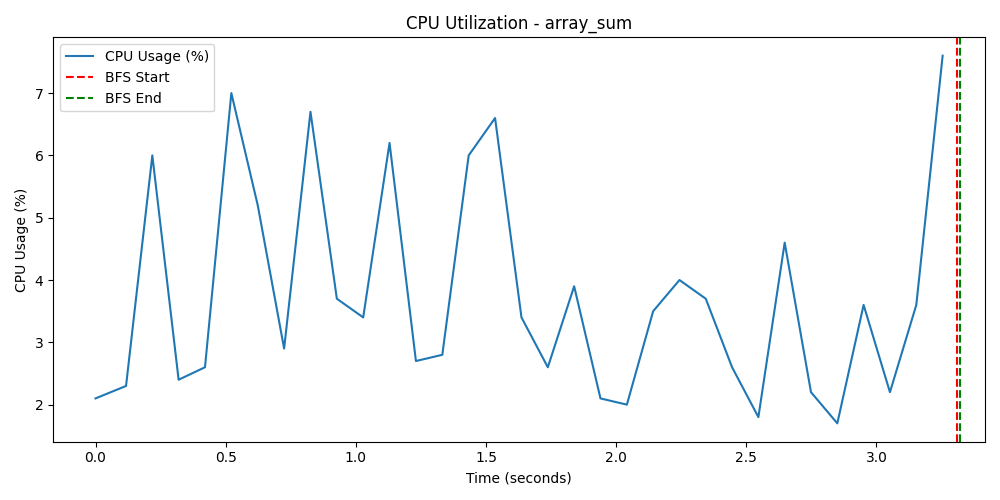 CPU Utilization - array_sum
CPU Usage (%)
BFS Start
BFS End
CPU Usage (%)
7
6
5
4
3
2
0.0 0.5 1.0 1.5 2.0 2.5 3.0
Time (seconds)